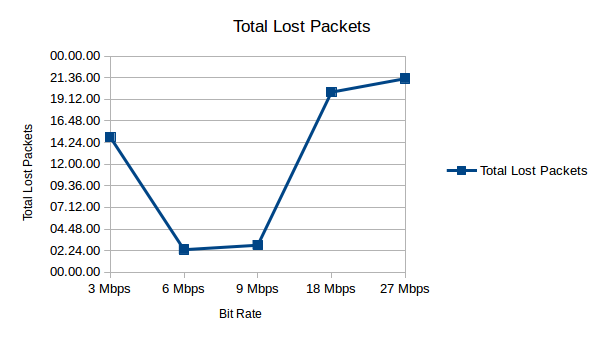 Total Lost Packets
00.00.00
21.36.00
19.12.00
16.48.00
14.24.00
12.00.00
09.36.00
07.12.00
04.48.00
02.24.00
00.00.00
Total Lost Packets
Total Lost Packets
3 Mbps 6 Mbps 9 Mbps 18 Mbps 27 Mbps
Bit Rate